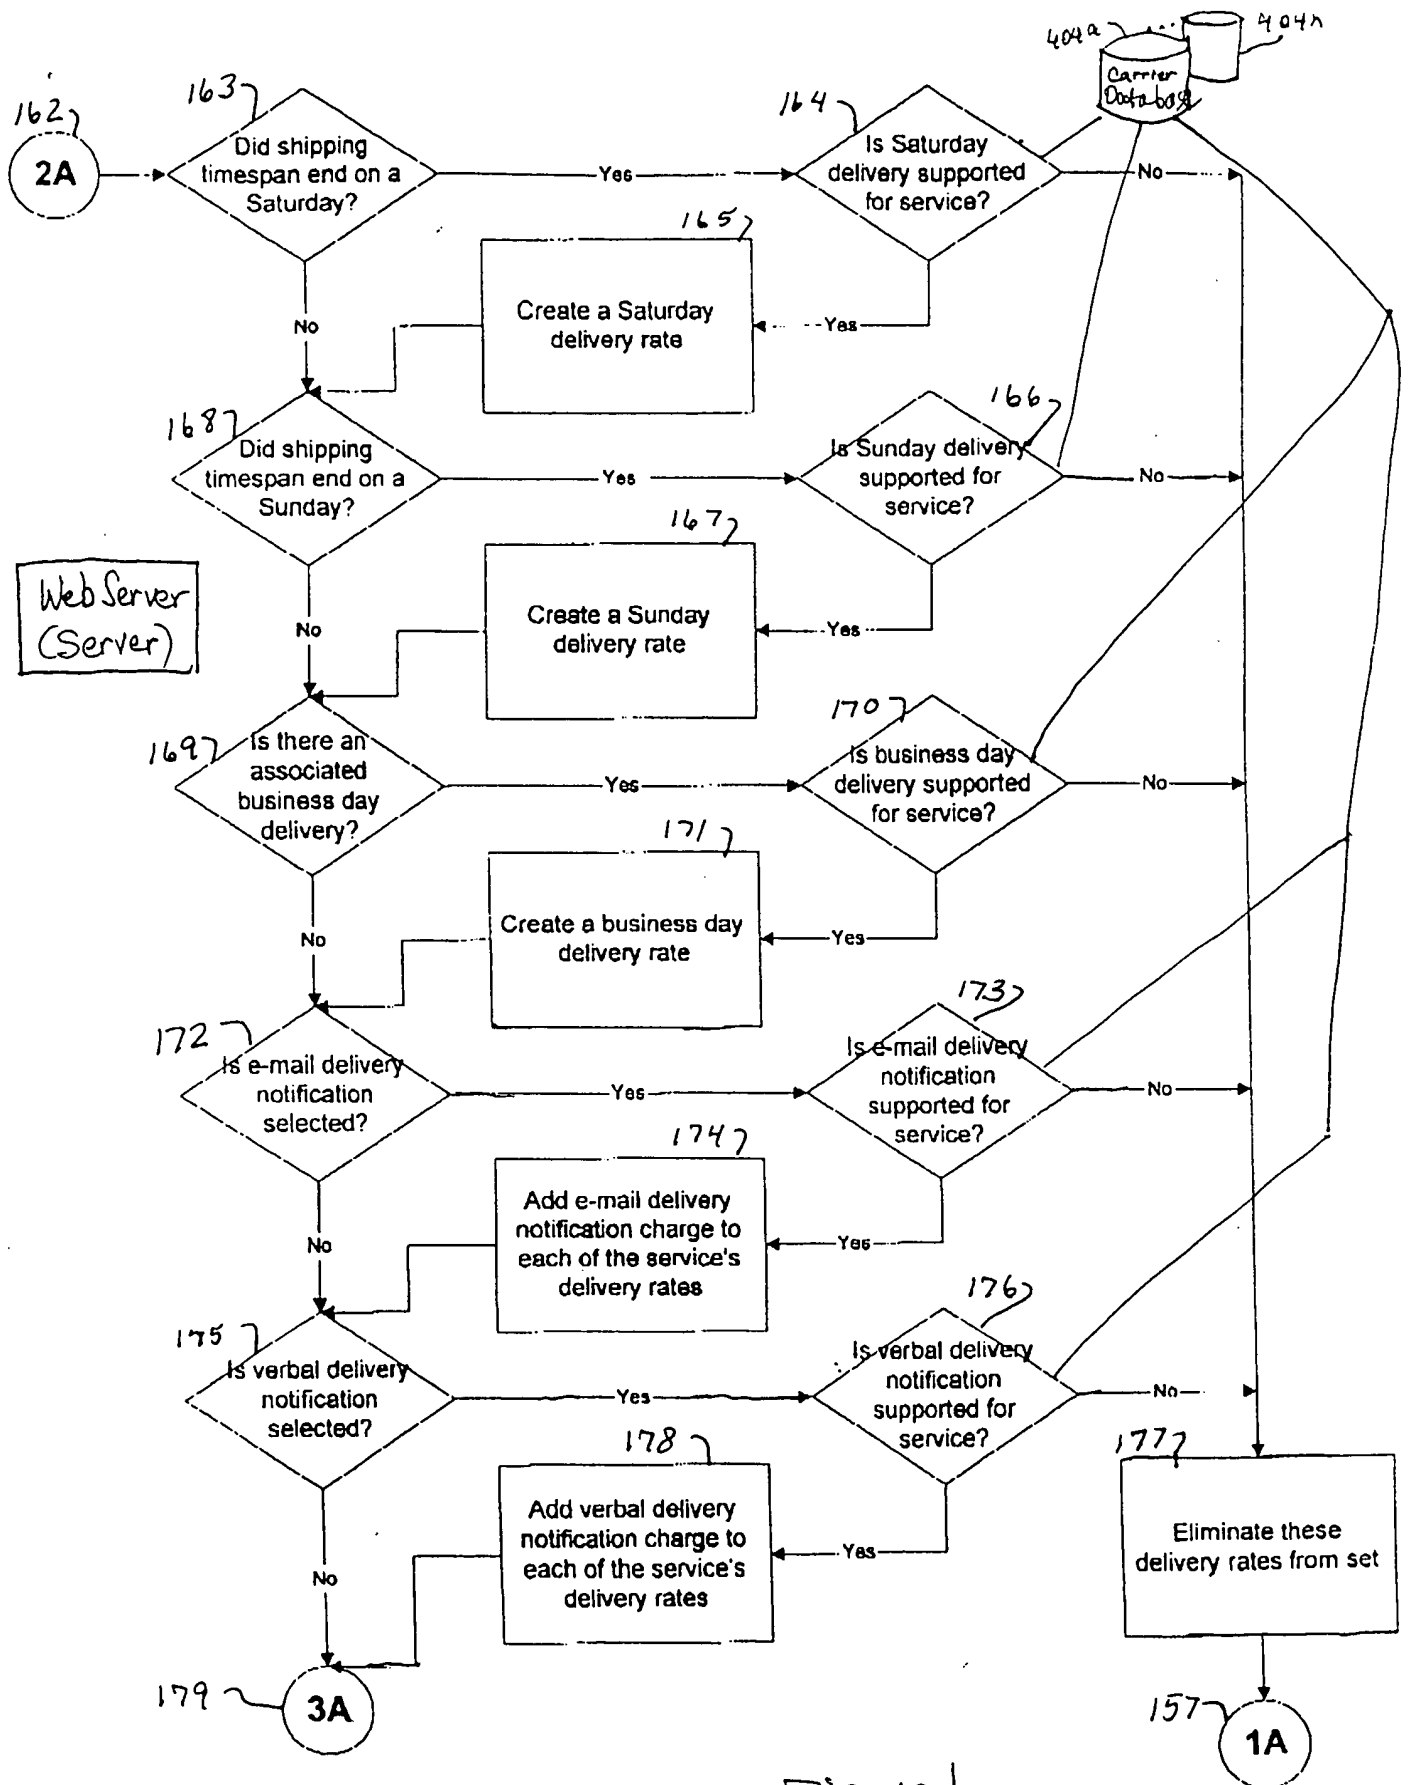 404a
404n
Carrier
Database
162
2A
163
Did shipping
timespan end on a
Saturday?
Yes
164
Is Saturday
delivery supported
for service?
No
165
Create a Saturday
delivery rate
Yes
No
168
Did shipping
timespan end on a
Sunday?
Yes
166
Is Sunday delivery
supported for
service?
No
167
Create a Sunday
delivery rate
Yes
No
Web Server
(Server)
169
Is there an
associated
business day
delivery?
Yes
170
Is business day
delivery supported
for service?
No
171
Create a business day
delivery rate
Yes
No
172
Is e-mail delivery
notification
selected?
Yes
173
Is e-mail delivery
notification
supported for
service?
No
174
Add e-mail delivery
notification charge to
each of the service's
delivery rates
Yes
No
175
Is verbal delivery
notification
selected?
Yes
176
Is verbal delivery
notification
supported for
service?
No
178
Add verbal delivery
notification charge to
each of the service's
delivery rates
Yes
No
177
Eliminate these
delivery rates from set
179
3A
157
1A